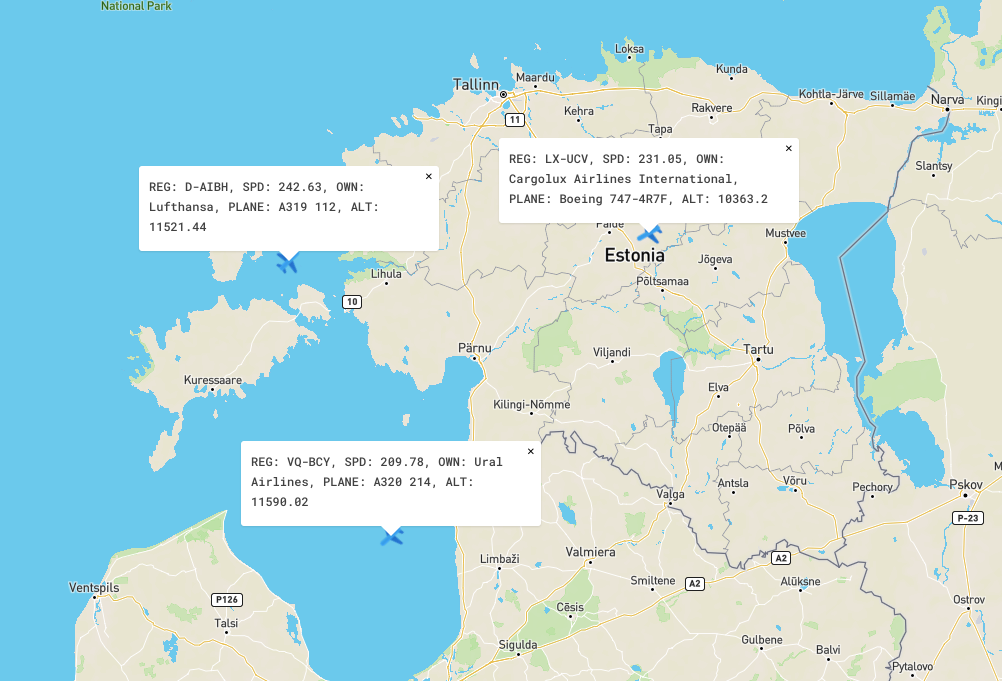 National Park
Loksa
Kunda
Tallinn
Maardu
Kohtla-Järve
Sillamäe
Narva
Kingi
Rakvere
Kehra
11
Tapa
REG: LX-UCV, SPD: 231.05, OWN:
Cargolux Airlines International,
PLANE: Boeing 747-4R7F, ALT: 10363.2
×
Slantsy
REG: D-AIBH, SPD: 242.63, OWN:
Lufthansa, PLANE: A319 112, ALT:
11521.44
×
Paide
Mustvee
Estonia
Jõgeva
Lihula
Põltsamaa
10
Pärnu
Viljandi
Tartu
Kuressaare
Elva
Kilingi-Nõmme
Otepää
Põlva
REG: VQ-BCY, SPD: 209.78, OWN: Ural
Airlines, PLANE: A320 214, ALT:
11590.02
×
M
Antsla
Võru
Pechory
Pskov
Valga
P-23
Limbaži
Valmiera
A2
Ventspils
Smiltene
A2
Alūksne
P126
Ostrov
Talsi
Cēsis
Sigulda
Gulbene
Balvi
Pytalovo